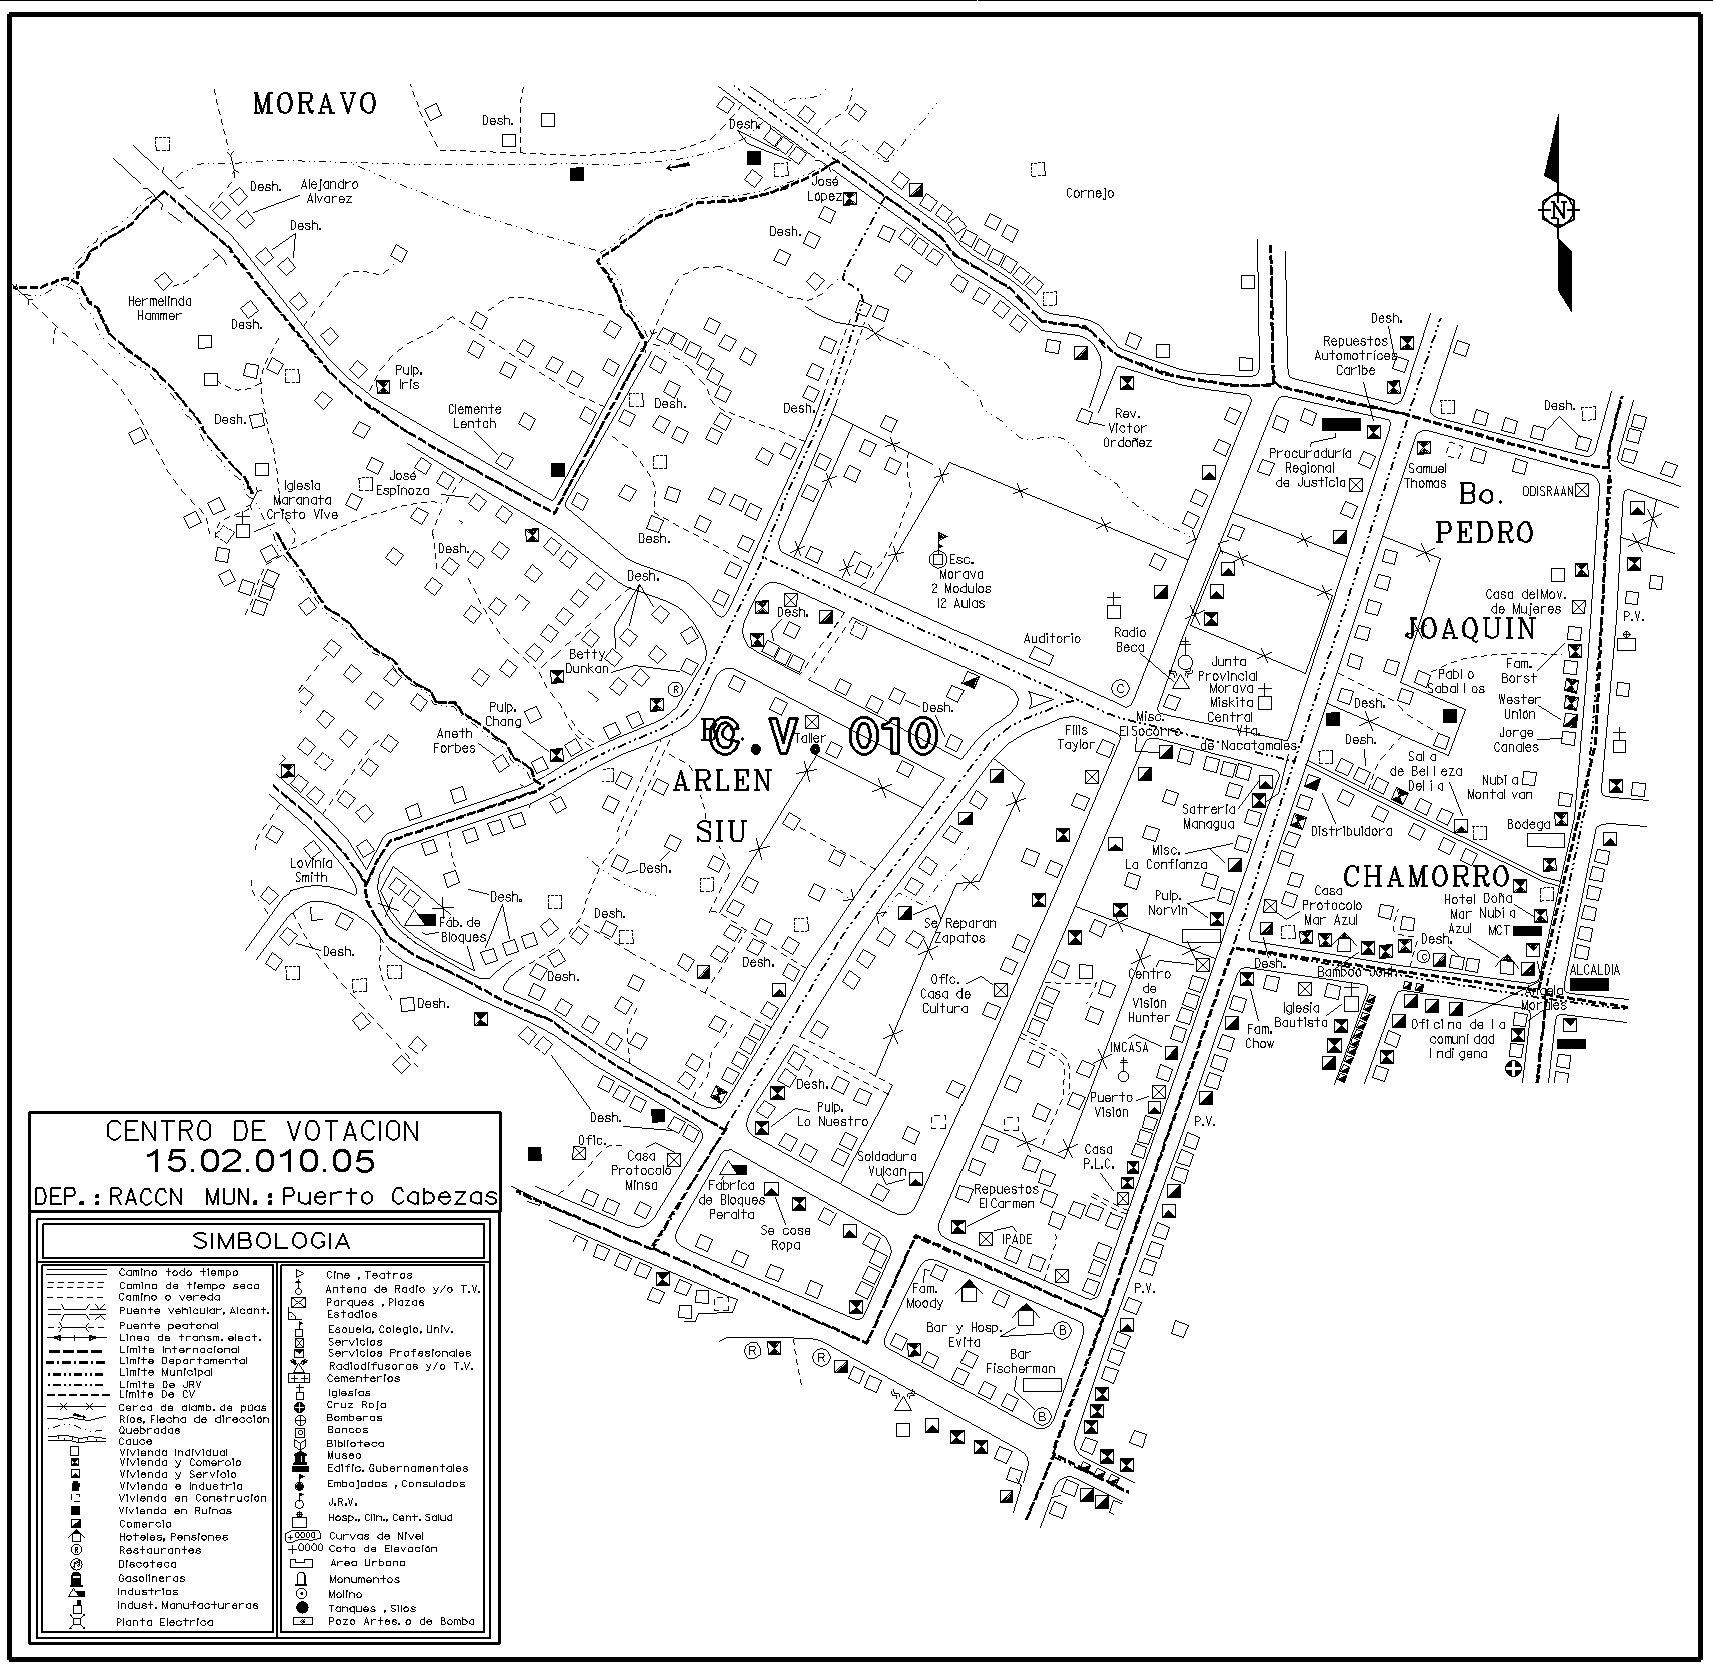 MORAVO
Desh.
Desh.
Desh.
Alejandro
Alvarez
Desh.
José
López
Cornejo
Desh.
Hermelinda
Hammer
Desh.
Desh.
Repuestos
Automotrices
Caribe
Pulp.
Iris
Clemente
Lentah
Desh.
Desh.
Desh.
Rev.
Víctor
Ordoñez
Desh.
Procuraduría
Regional
de Justicia
Samuel
Thomas
Bo.
PEDRO
JOAQUIN
CHAMORRO
ODISRAAN
José
Espinoza
Iglesia
Maranata
Cristo Vive
Desh.
Desh.
Desh.
Esc.
Morava
2 Modulos
12 Aulas
Desh.
Casa del Mov.
de Mujeres
P.V.
Auditorio
Radio
Beca
Betty
Dunkan
Junta
Provincial
Morava
Miskita
Central
Fam.
Borst
Pablo
Saballos
Pulp.
Chang
Desh.
Misc.
El Socorro
Vta.
de Nacatamales
Desh.
Wester
Unión
Aneth
Forbes
Bo.
ARLEN
SIU
C.V. 010
Taller
Fills
Taylor
Desh.
Jorge
Canales
Sala
de Belleza
Delia
Nubia
Montalvan
Satreria
Managua
Distribuidora
Bodega
Lovinia
Smith
Desh.
Misc.
La Confianza
Desh.
Pulp.
Norvin
Casa
Protocolo
Mar Azul
Hotel
Mar
Azul
Doña
Nubia
MCT
Fáb. de
Bloques
Desh.
Desh.
Se Reparan
Zapatos
Desh.
Desh.
Desh.
Desh.
Bamboo John
ALCALDIA
Desh.
Ofic.
Casa de
Cultura
Centro
de
Visión
Hunter
Fam.
Chow
Iglesia
Bautista
Angela
Morales
Oficina de la
comunidad
Indigena
IMCASA
Desh.
Puerto
Visión
Desh.
Pulp.
Lo Nuestro
P.V.
Ofic.
Casa
Protocolo
Minsa
Soldadura
Vulcan
Casa
P.L.C.
Fabrica
de Bloques
Peralta
Repuestos
El Carmen
Se cose
Ropa
IPADE
Fam.
Moody
P.V.
Bar y Hosp.
Evita
Bar
Fischerman
N
CENTRO DE VOTACION
15.02.010.05
DEP.: RACCN MUN.: Puerto Cabezas
SIMBOLOGIA
Camino todo tiempo
Camino de tiempo seco
Camino o vereda
Puente vehicular, Alcant.
Puente peatonal
Linea de transm. elect.
Limite Internacional
Limite Departamental
Limite Municipal
Limite De JRV
Limite De CV
Cerca de alamb. de púas
Ríos, Flecha de dirección
Quebradas
Cauce
Vivienda Individual
Vivienda y Comercio
Vivienda y Servicio
Vivienda e Industria
Vivienda en Construción
Vivienda en Ruinas
Comercio
Hoteles, Pensiones
Restaurantes
Discoteca
Gasolineras
Industrias
Indust. Manufactureras
Planta Electrica
Cine , Teatros
Antena de Radio y/o T.V.
Parques , Plazas
Estadios
Escuela, Colegio, Univ.
Servicios
Servicios Profesionales
Radiodifusoras y/o T.V.
Cementerios
Iglesias
Cruz Roja
Bomberos
Bancos
Biblioteca
Museo
Edific. Gubernamentales
Embajadas , Consulados
J.R.V.
Hosp., Clin., Cent. Salud
Curvas de Nivel
Cota de Elevación
Area Urbana
Monumentos
Molino
Tanques , Silos
Pozo Artes. o de Bomba